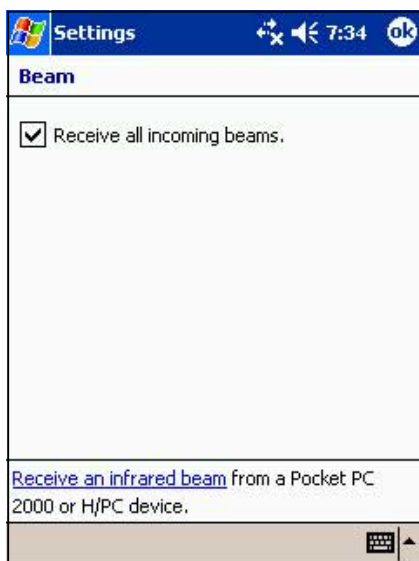 Settings 7:34 ok
Beam
Receive all incoming beams.
Receive an infrared beam from a Pocket PC
2000 or H/PC device.